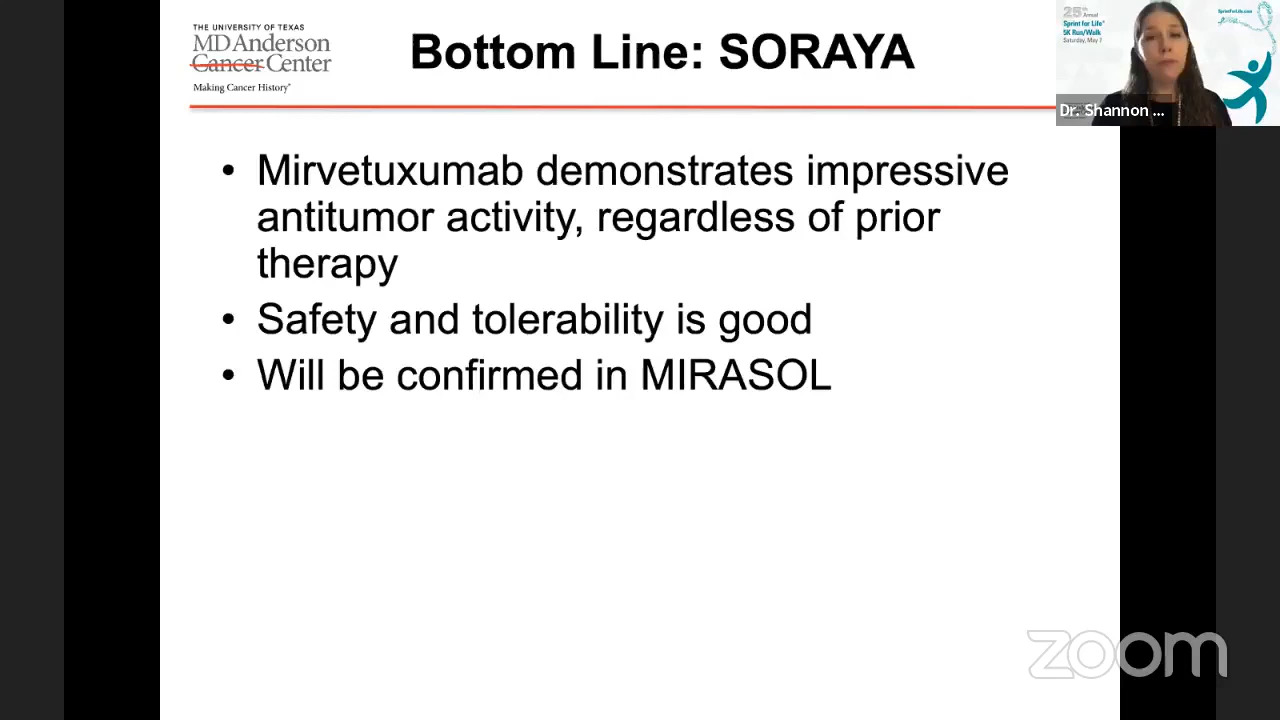 THE UNIVERSITY OF TEXAS
MD Anderson
Cancer Center
Making Cancer History®
Bottom Line: SORAYA
25th Annual
Sprint for Life®
5K Run/Walk
Saturday, May 7
SprintForLife.com
Dr. Shannon ...
• Mirvetuxumab demonstrates impressive
antitumor activity, regardless of prior
therapy
• Safety and tolerability is good
• Will be confirmed in MIRASOL
zoom